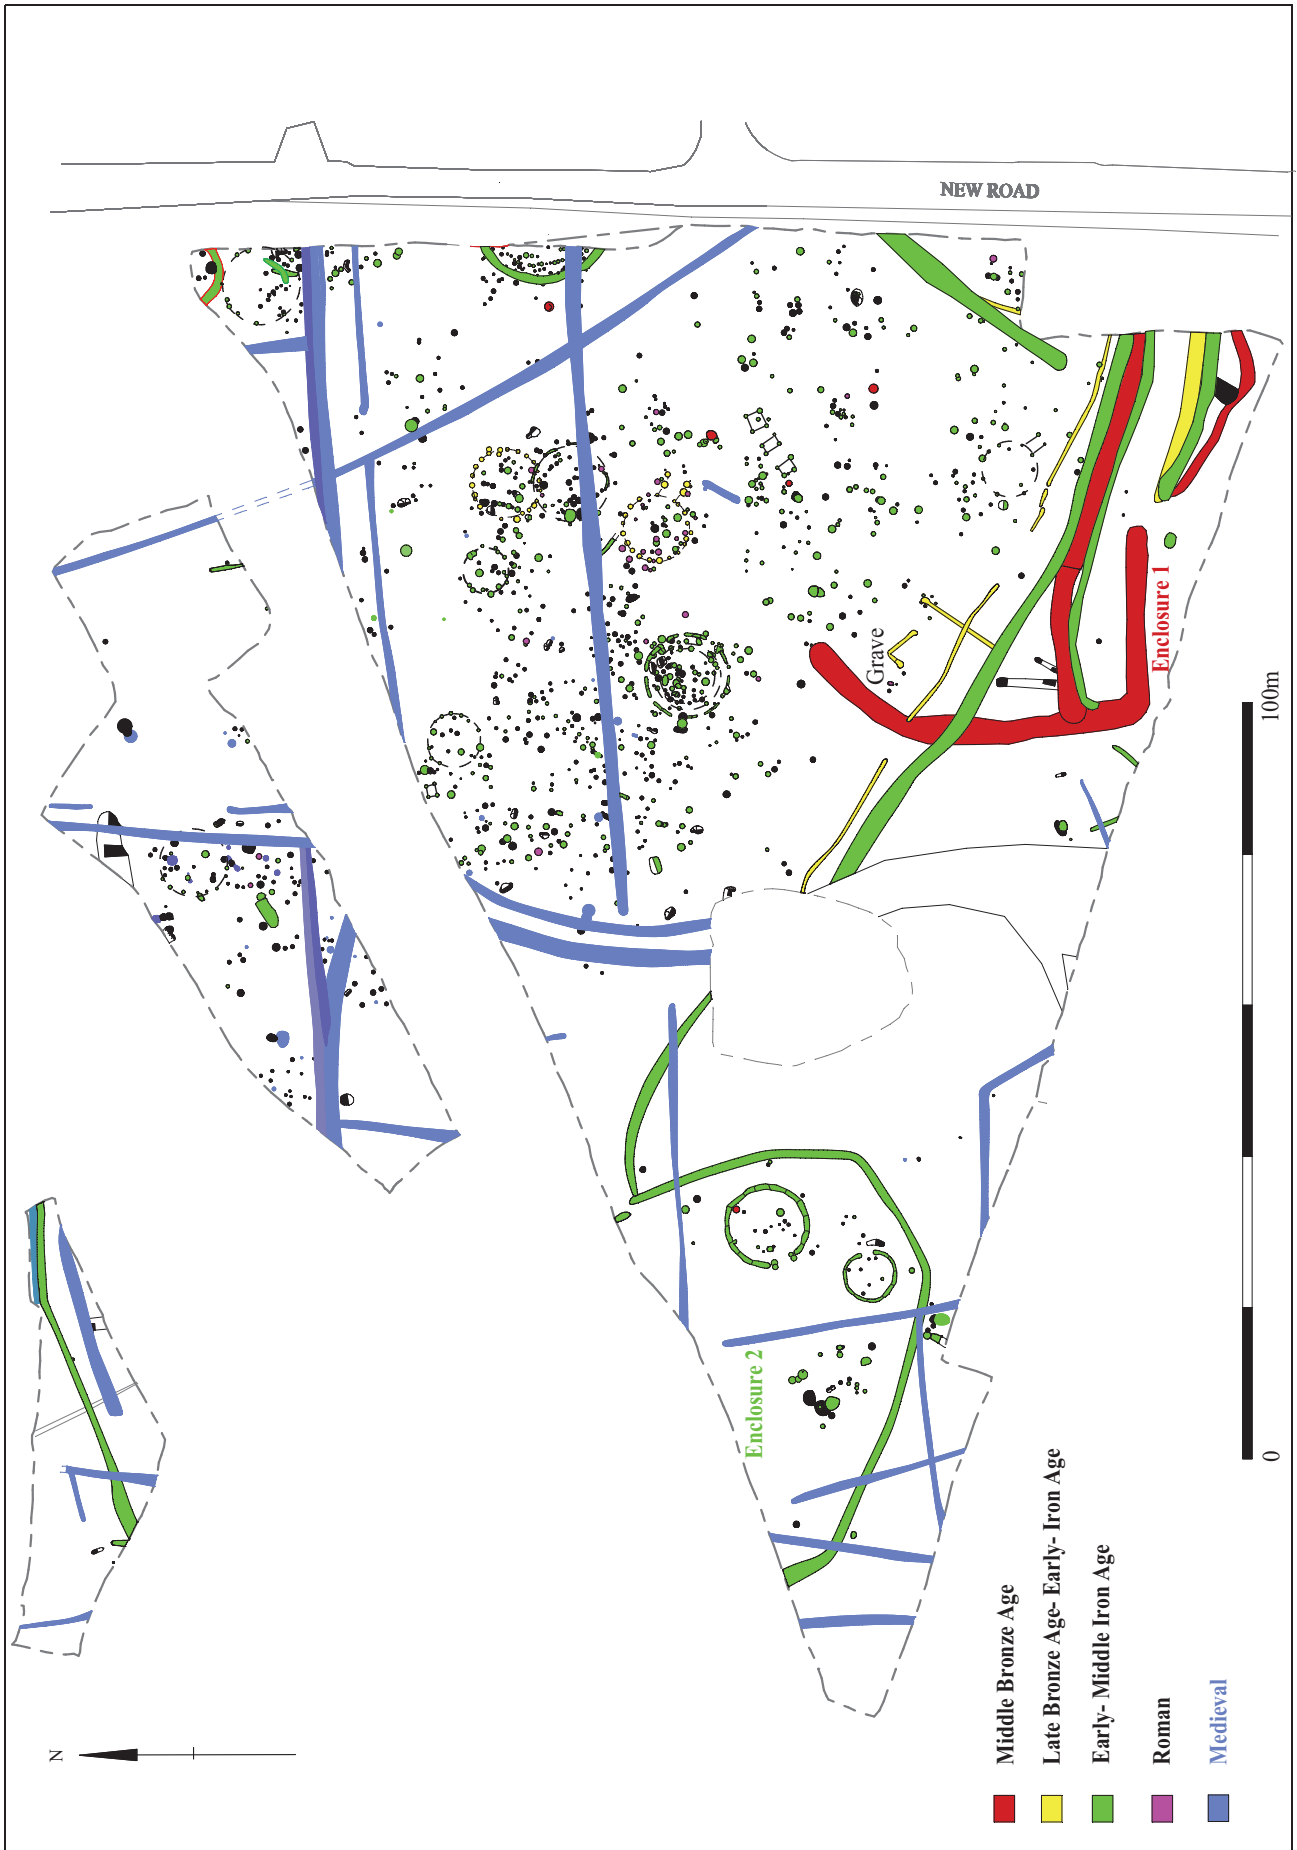 NEW ROAD
Grave
Enclosure 1
Enclosure 2
100m
0
N
Middle Bronze Age
Late Bronze Age- Early- Iron Age
Early- Middle Iron Age
Roman
Medieval